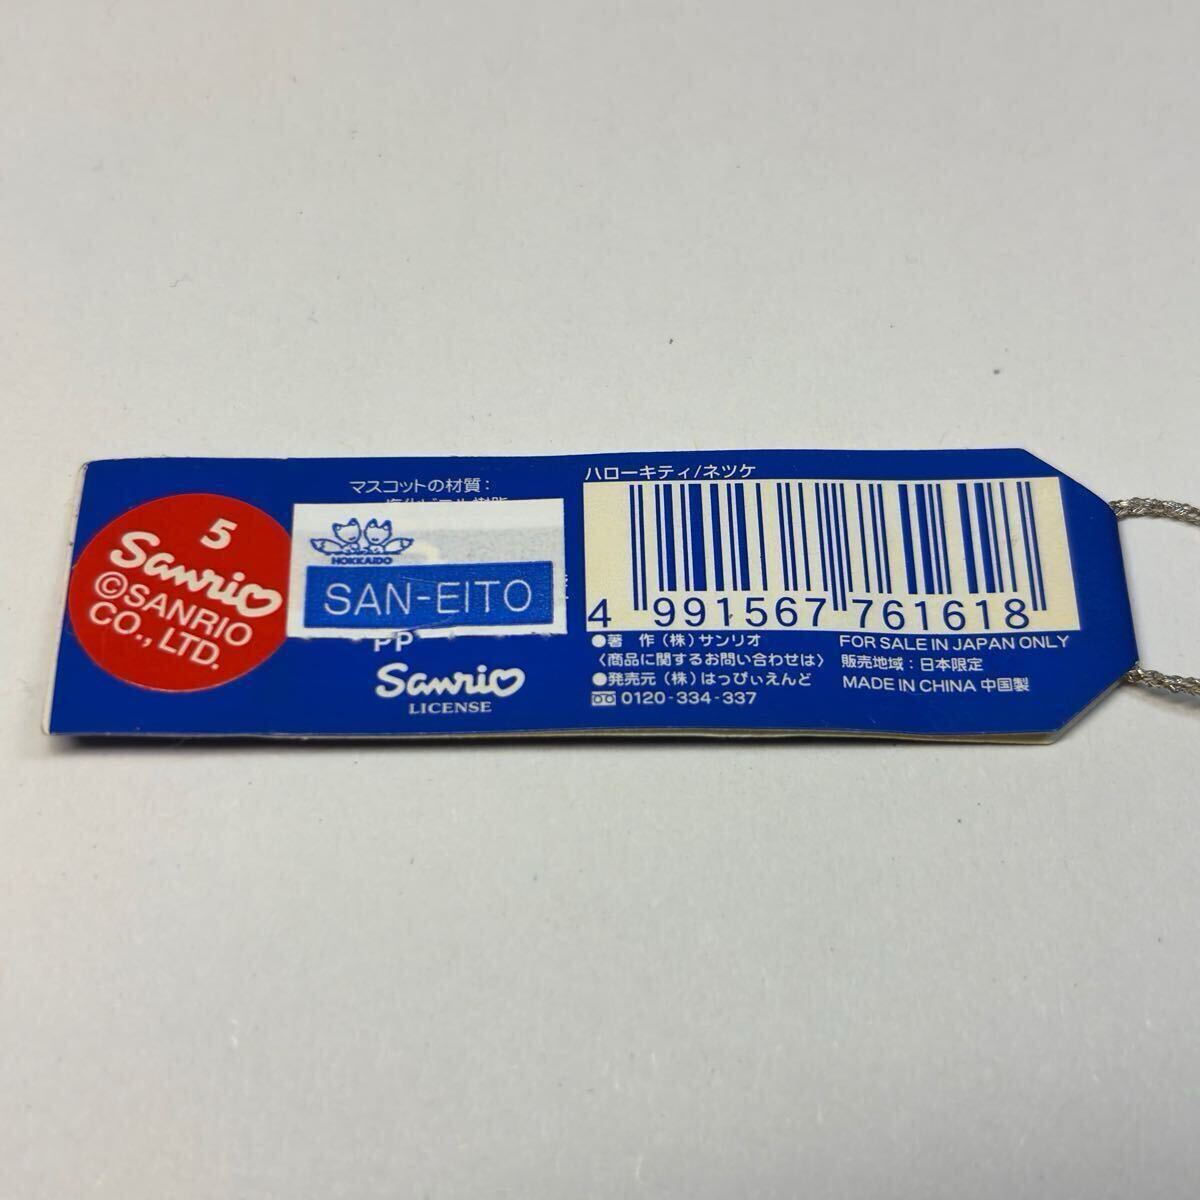 5
Sanrio
©SANRIO
CO., LTD.
マスコットの材質：
HOKKAIDO
SAN-EITO
PP
Sanrio
LICENSE
ハローキティ/ネツケ
4 991567 761618
●著 作（株）サンリオ
〈商品に関するお問い合わせは〉
●発売元（株）はっぴぃえんど
0120-334-337
FOR SALE IN JAPAN ONLY
販売地域：日本限定
MADE IN CHINA 中国製